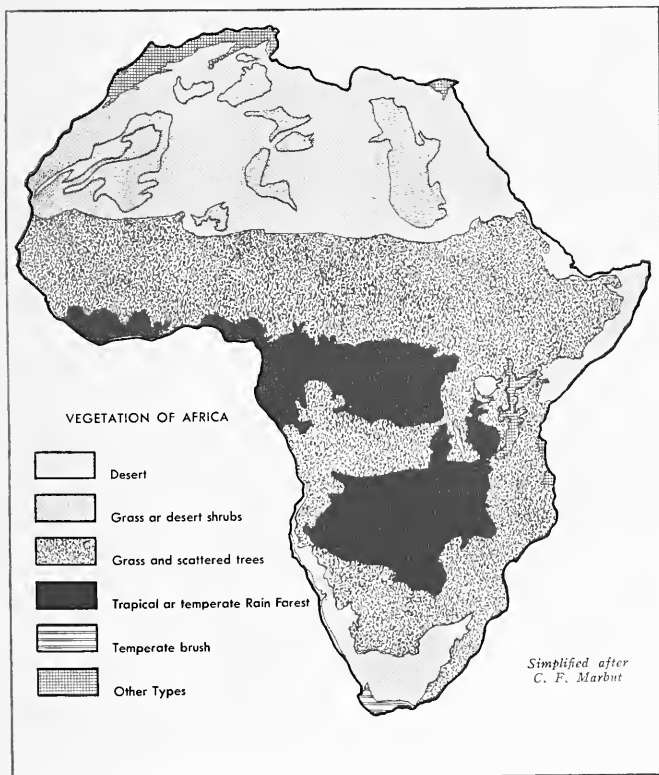 VEGETATION OF AFRICA
Desert
Grass ar desert shrubs
Grass and scattered trees
Trapical ar temperate Rain Forest
Temperate brush
Other Types
Simplified after
C. F. Marbut